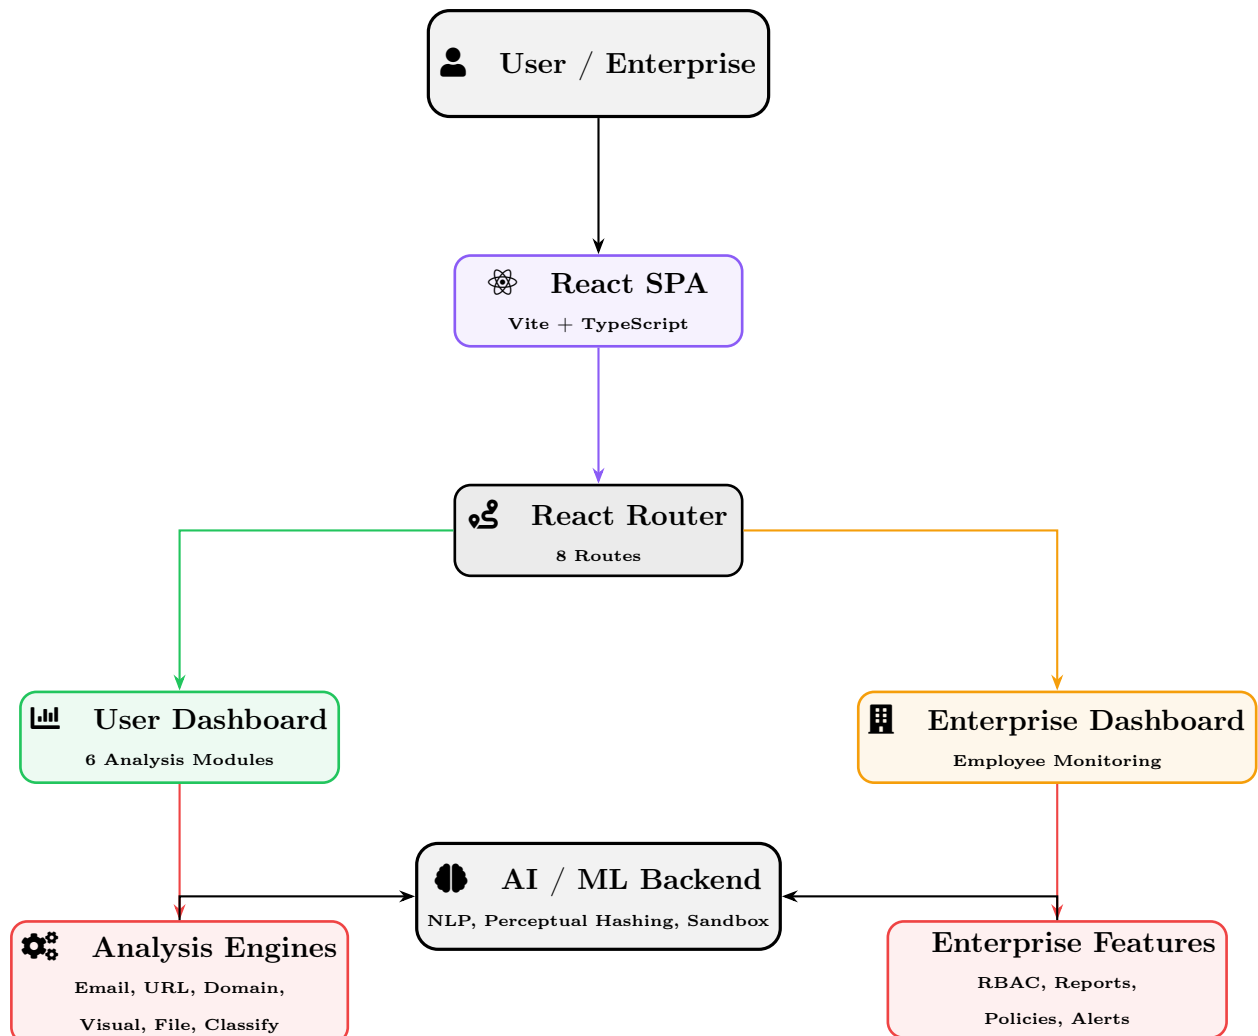 User / Enterprise
React SPA
Vite + TypeScript
React Router
8 Routes
User Dashboard
6 Analysis Modules
Enterprise Dashboard
Employee Monitoring
AI / ML Backend
NLP, Perceptual Hashing, Sandbox
Analysis Engines
Email, URL, Domain,
Visual, File, Classify
Enterprise Features
RBAC, Reports,
Policies, Alerts